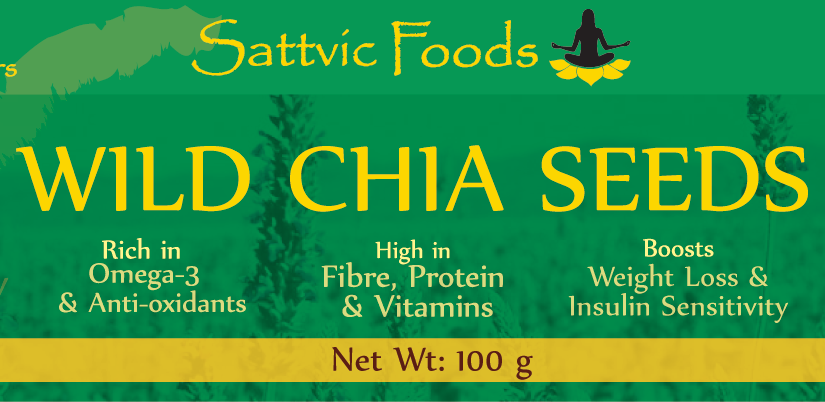 Sattvic Foods
rs
WILD CHIA SEEDS
Rich in
Omega-3
& Anti-oxidants
High in
Fibre, Protein
& Vitamins
Boosts
Weight Loss &
Insulin Sensitivity
Net Wt: 100 g